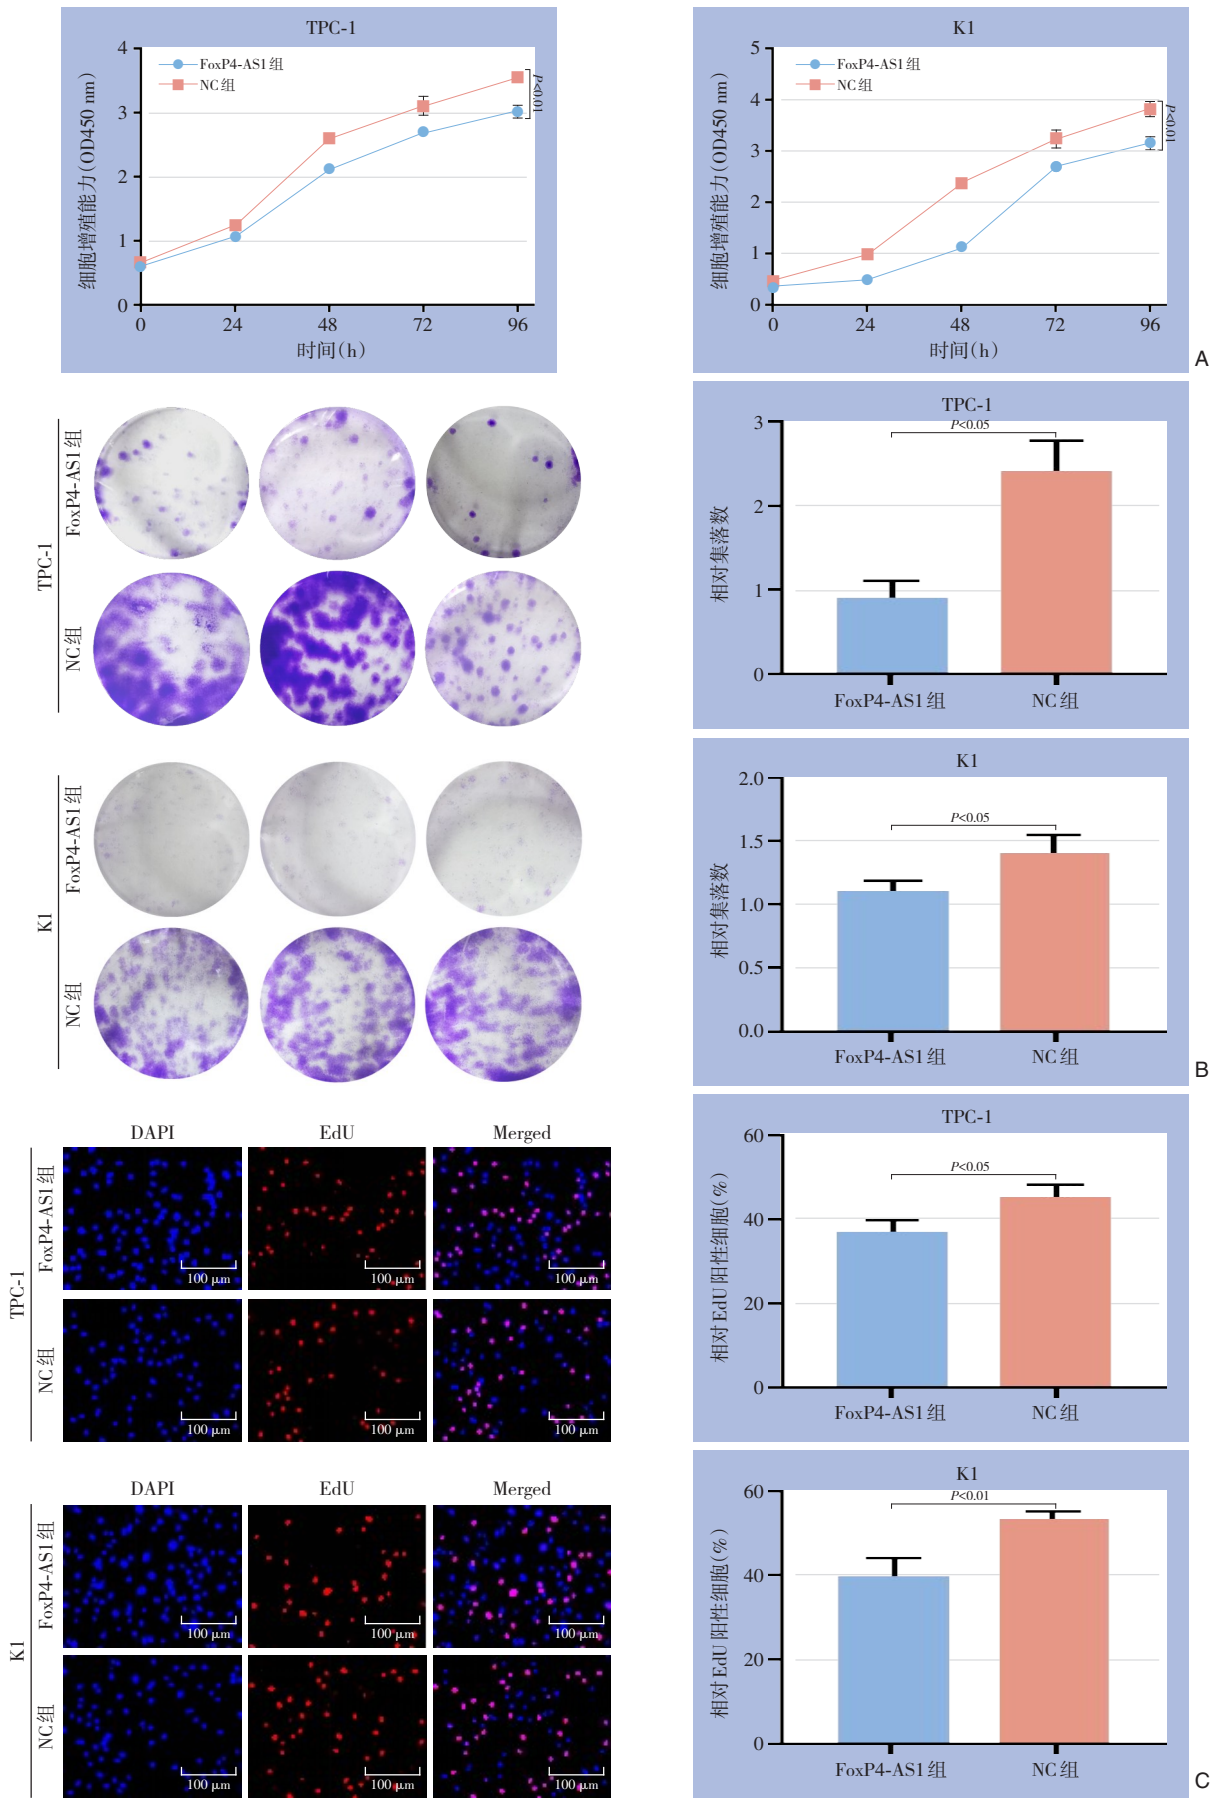 TPC-1
4
3
2
1
0
FoxP4-AS1组
NC组
P<0.01
细胞增殖能力(OD450 nm)
0 24 48 72 96
时间(h)
K1
5
4
3
2
1
0
FoxP4-AS1组
NC组
P<0.01
细胞增殖能力(OD450 nm)
0 24 48 72 96
时间(h)
A
TPC-1
FoxP4-AS1组
NC组
K1
FoxP4-AS1组
NC组
TPC-1
P<0.05
3
2
1
0
相对集落数
FoxP4-AS1组 NC组
K1
P<0.05
2.0
1.5
1.0
0.5
0.0
相对集落数
FoxP4-AS1组 NC组
B
DAPI EdU Merged
TPC-1
FoxP4-AS1组
100 μm 100 μm 100 μm
NC组
100 μm 100 μm 100 μm
DAPI EdU Merged
K1
FoxP4-AS1组
100 μm 100 μm 100 μm
NC组
100 μm 100 μm 100 μm
TPC-1
P<0.05
60
40
20
0
相对EdU阳性细胞(%)
FoxP4-AS1组 NC组
K1
P<0.01
60
40
20
0
相对EdU阳性细胞(%)
FoxP4-AS1组 NC组
C